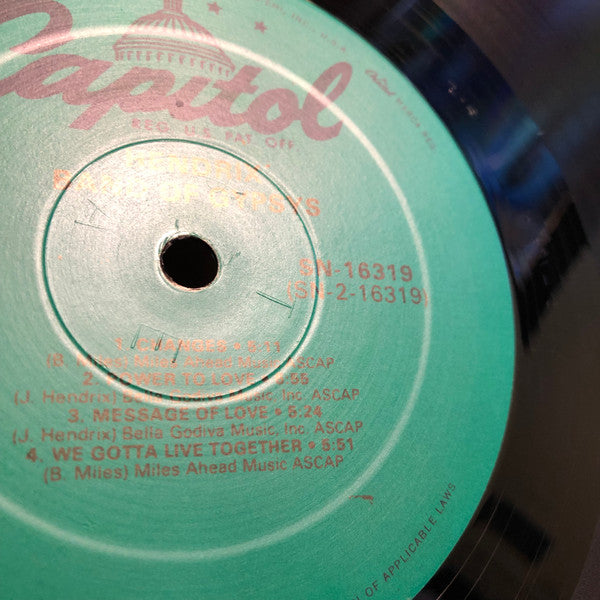 Capitol
REG. U.S. PAT. OFF.
BAND OF GYPSYS
SN-16319
(SN-2-16319)
1. CHANGES • 5:11
(B. Miles) Miles Ahead Music ASCAP
2. POWER TO LOVE • 6:55
(J. Hendrix) Bella Godiva Music, Inc. ASCAP
3. MESSAGE OF LOVE • 5:24
(J. Hendrix) Bella Godiva Music, Inc. ASCAP
4. WE GOTTA LIVE TOGETHER • 5:51
(B. Miles) Miles Ahead Music ASCAP
OF APPLICABLE LAWS